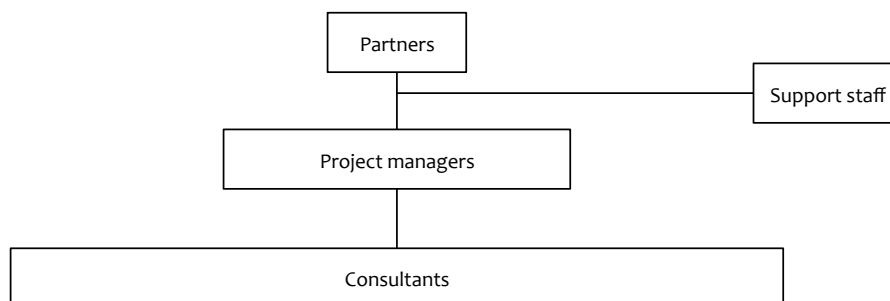 Partners
Support staff
Project managers
Consultants